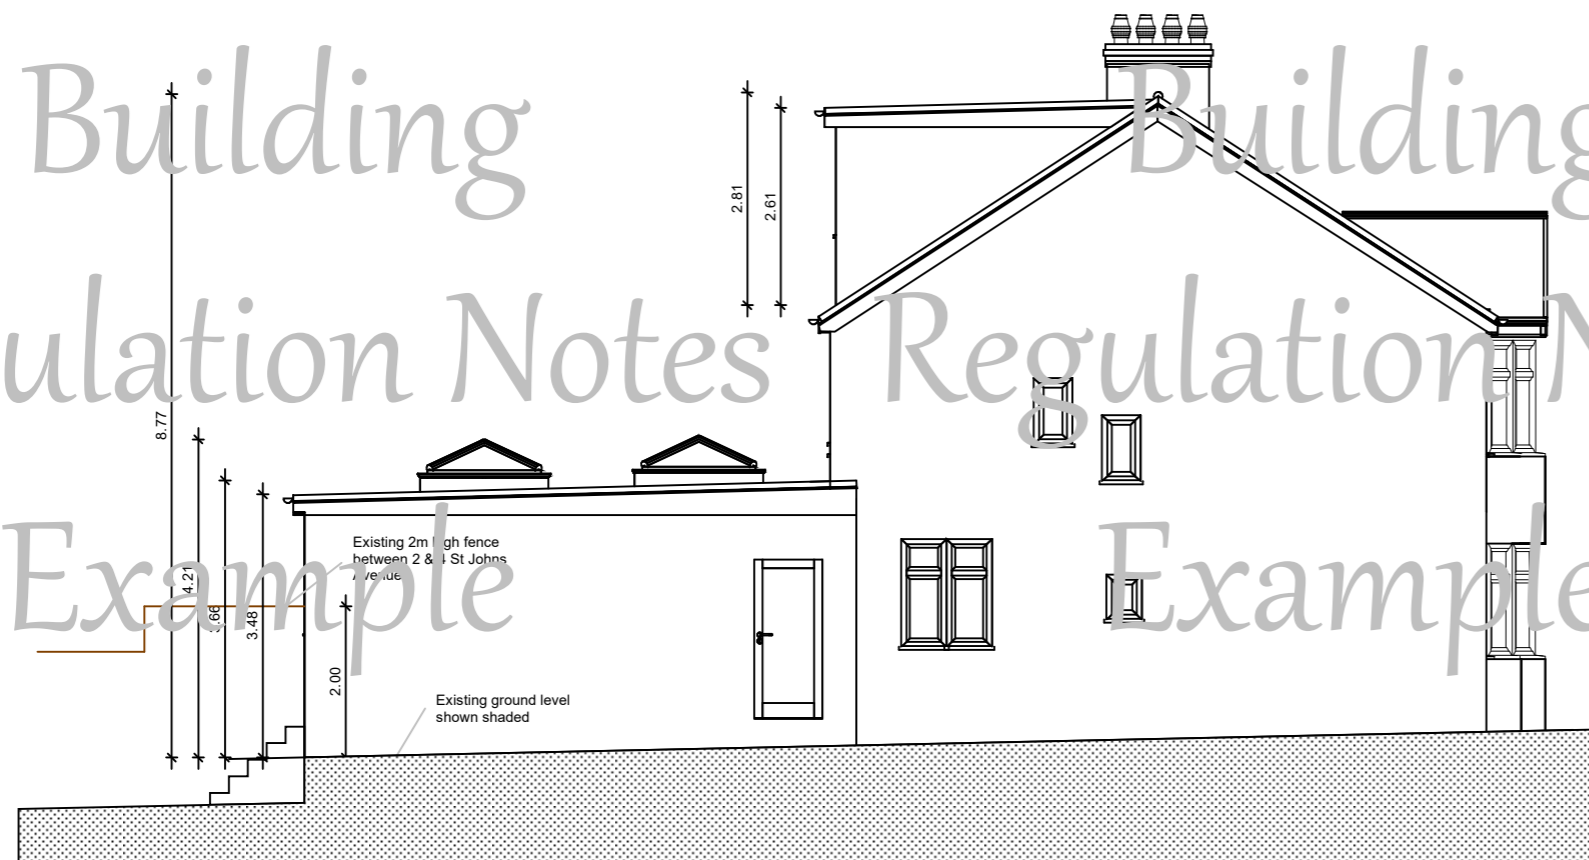 Building
Building
2.81
2.61
8.77
ulation Notes
Regulation N
4.21
3.48
2.00
Existing 2m high fence
between 2 & 4 St Johns
Avenue
Example
Example
Existing ground level
shown shaded